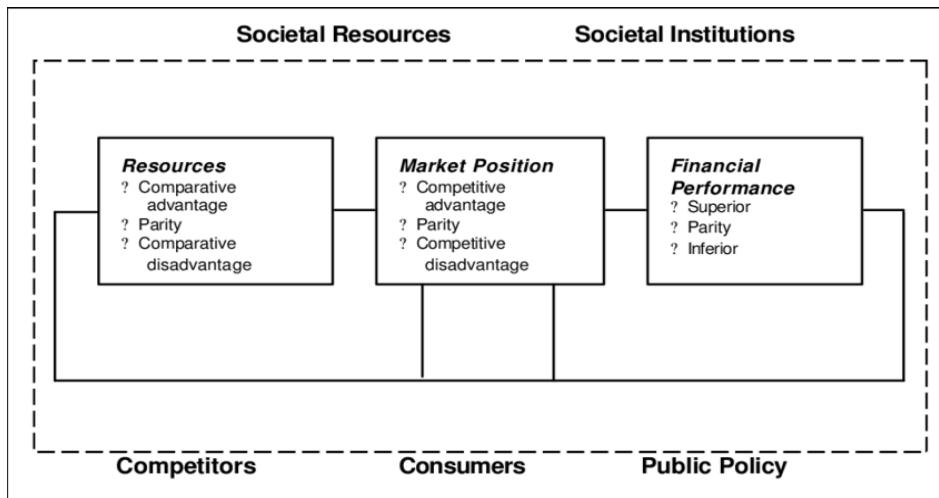 Societal Resources
Societal Institutions
Resources
? Comparative
advantage
? Parity
? Comparative
disadvantage
Market Position
? Competitive
advantage
? Parity
? Competitive
disadvantage
Financial
Performance
? Superior
? Parity
? Inferior
Competitors
Consumers
Public Policy